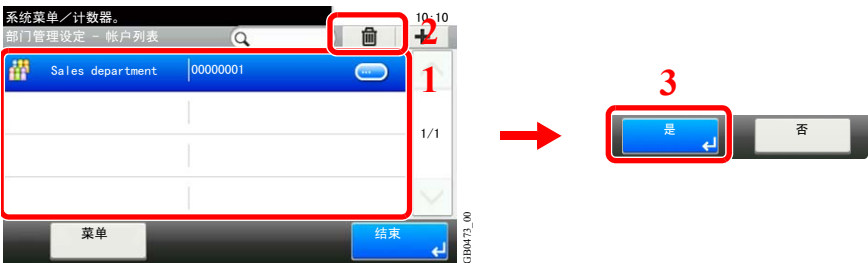 系统菜单／计数器。 10:10
部门管理设定 - 帐户列表
2
Sales department 00000001
1
1/1
菜单 结束
GB0473_00
3
是 否